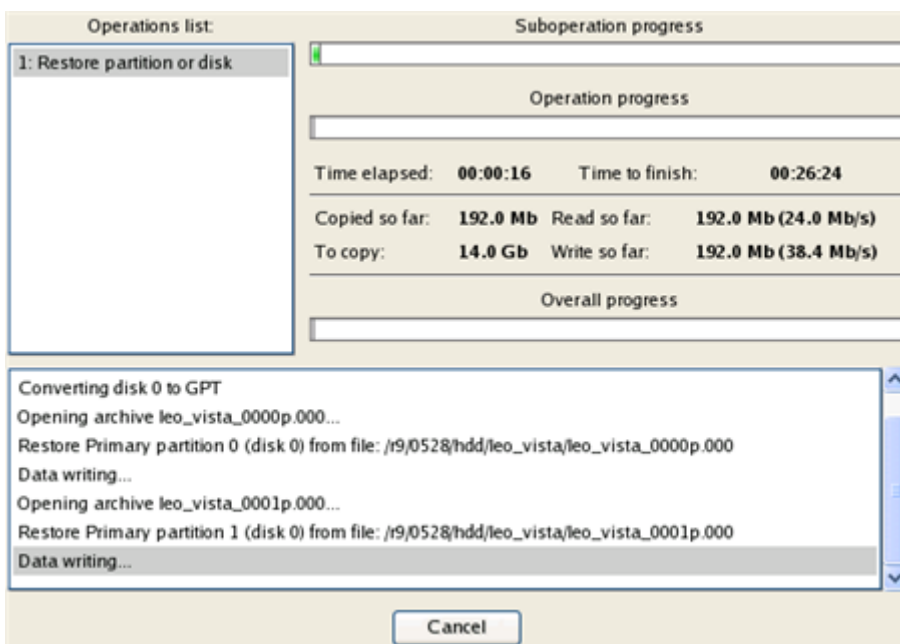 Operations list:
1: Restore partition or disk
Suboperation progress
Operation progress
Time elapsed: 00:00:16 Time to finish: 00:26:24
Copied so far: 192.0 Mb Read so far: 192.0 Mb (24.0 Mb/s)
To copy: 14.0 Gb Write so far: 192.0 Mb (38.4 Mb/s)
Overall progress
Converting disk 0 to GPT
Opening archive leo_vista_0000p.000...
Restore Primary partition 0 (disk 0) from file: /r9/0528/hdd/leo_vista/leo_vista_0000p.000
Data writing...
Opening archive leo_vista_0001p.000...
Restore Primary partition 1 (disk 0) from file: /r9/0528/hdd/leo_vista/leo_vista_0001p.000
Data writing...
Cancel